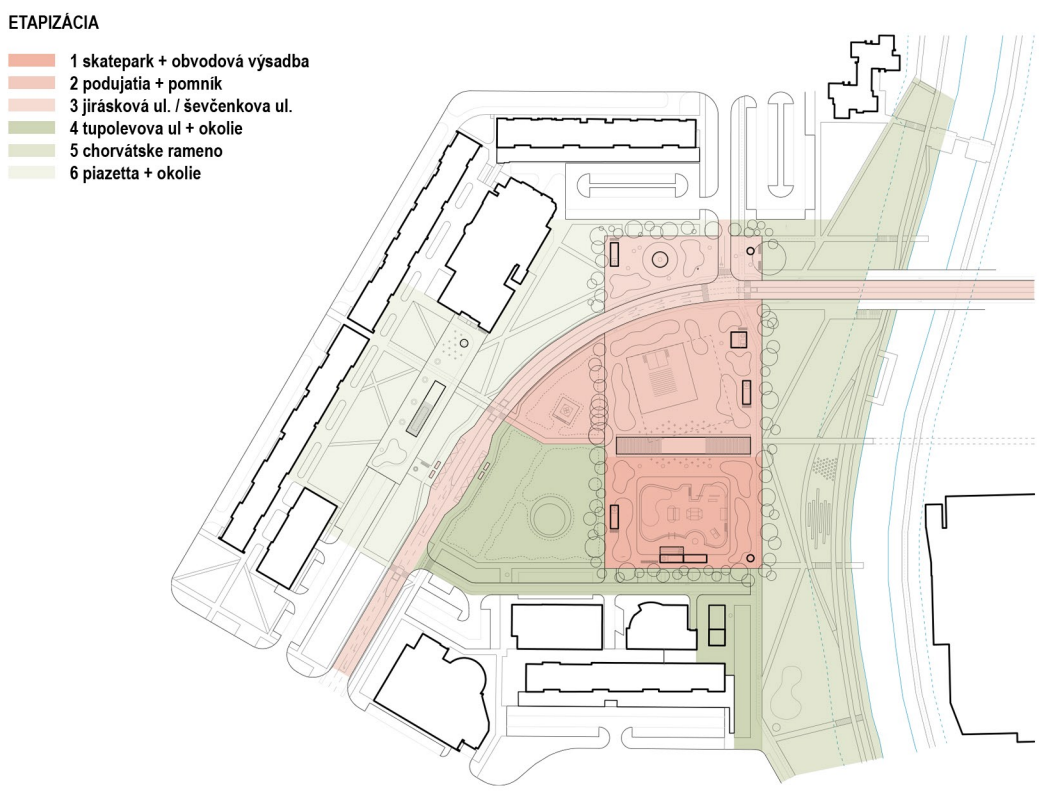 ETAPIZÁCIA
1 skatepark + obvodová výsadba
2 podujatia + pomník
3 jirásková ul. / ševčenkova ul.
4 tupolevova ul + okolie
5 chorvátske rameno
6 piazetta + okolie